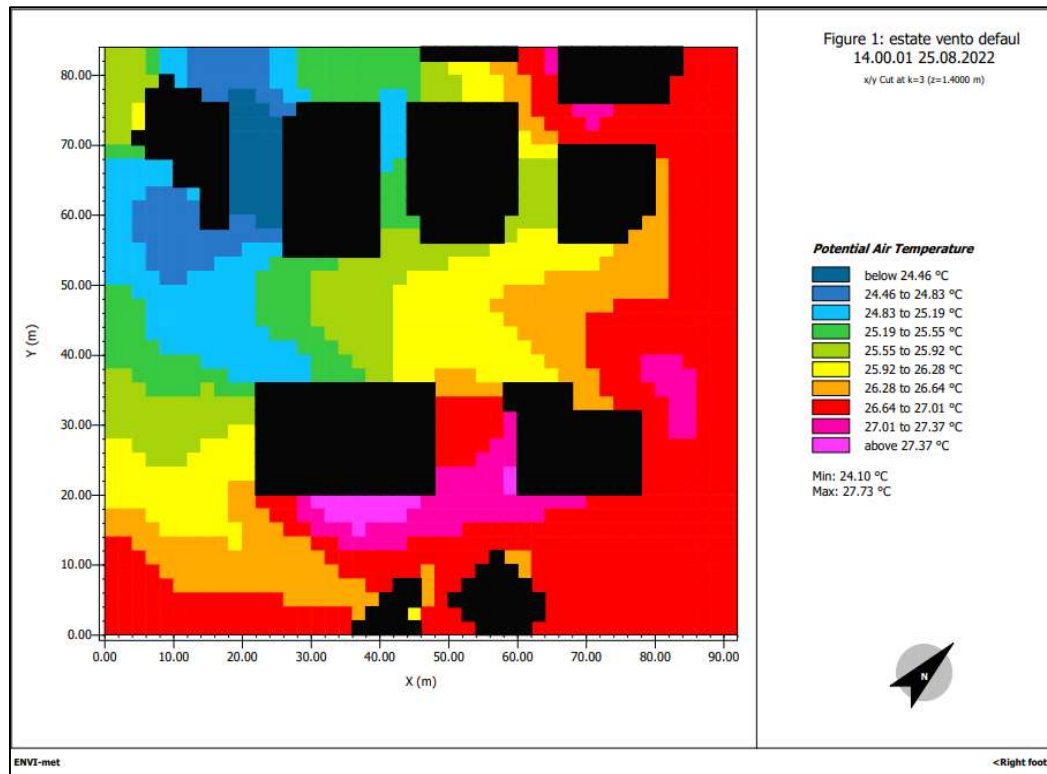 Figure 1: estate vento defaul
14.00.01 25.08.2022
x/y Cut at k=3 (z=1.4000 m)
80.00
70.00
60.00
50.00
40.00
30.00
20.00
10.00
0.00
Y (m)
0.00 10.00 20.00 30.00 40.00 50.00 60.00 70.00 80.00 90.00
X (m)
Potential Air Temperature
below 24.46 °C
24.46 to 24.83 °C
24.83 to 25.19 °C
25.19 to 25.55 °C
25.55 to 25.92 °C
25.92 to 26.28 °C
26.28 to 26.64 °C
26.64 to 27.01 °C
27.01 to 27.37 °C
above 27.37 °C
Min: 24.10 °C
Max: 27.73 °C
N
ENVI-met
<Right foot